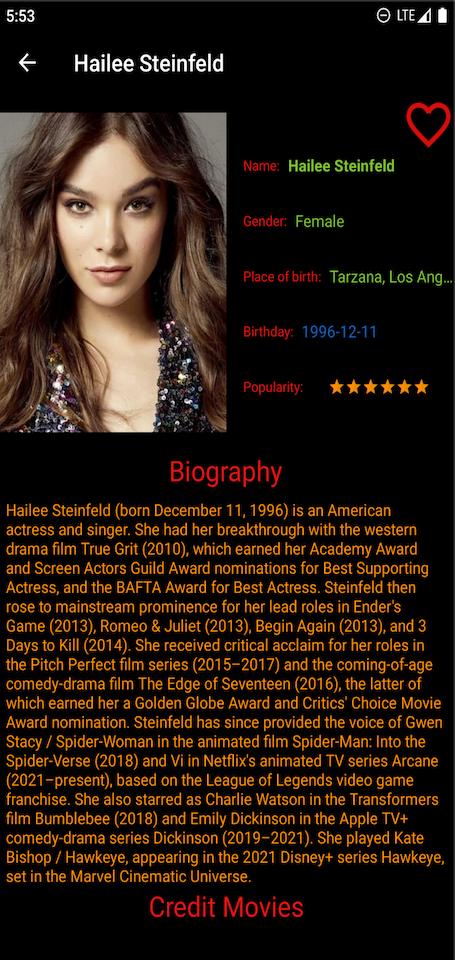 5:53
LTE
Hailee Steinfeld
Name: Hailee Steinfeld
Gender: Female
Place of birth: Tarzana, Los Ang...
Birthday: 1996-12-11
Popularity:
Biography
Hailee Steinfeld (born December 11, 1996) is an American
actress and singer. She had her breakthrough with the western
drama film True Grit (2010), which earned her Academy Award
and Screen Actors Guild Award nominations for Best Supporting
Actress, and the BAFTA Award for Best Actress. Steinfeld then
rose to mainstream prominence for her lead roles in Ender's
Game (2013), Romeo & Juliet (2013), Begin Again (2013), and 3
Days to Kill (2014). She received critical acclaim for her roles in
the Pitch Perfect film series (2015–2017) and the coming-of-age
comedy-drama film The Edge of Seventeen (2016), the latter of
which earned her a Golden Globe Award and Critics' Choice Movie
Award nomination. Steinfeld has since provided the voice of Gwen
Stacy / Spider-Woman in the animated film Spider-Man: Into the
Spider-Verse (2018) and Vi in Netflix's animated TV series Arcane
(2021–present), based on the League of Legends video game
franchise. She also starred as Charlie Watson in the Transformers
film Bumblebee (2018) and Emily Dickinson in the Apple TV+
comedy-drama series Dickinson (2019–2021). She played Kate
Bishop / Hawkeye, appearing in the 2021 Disney+ series Hawkeye,
set in the Marvel Cinematic Universe.
Credit Movies